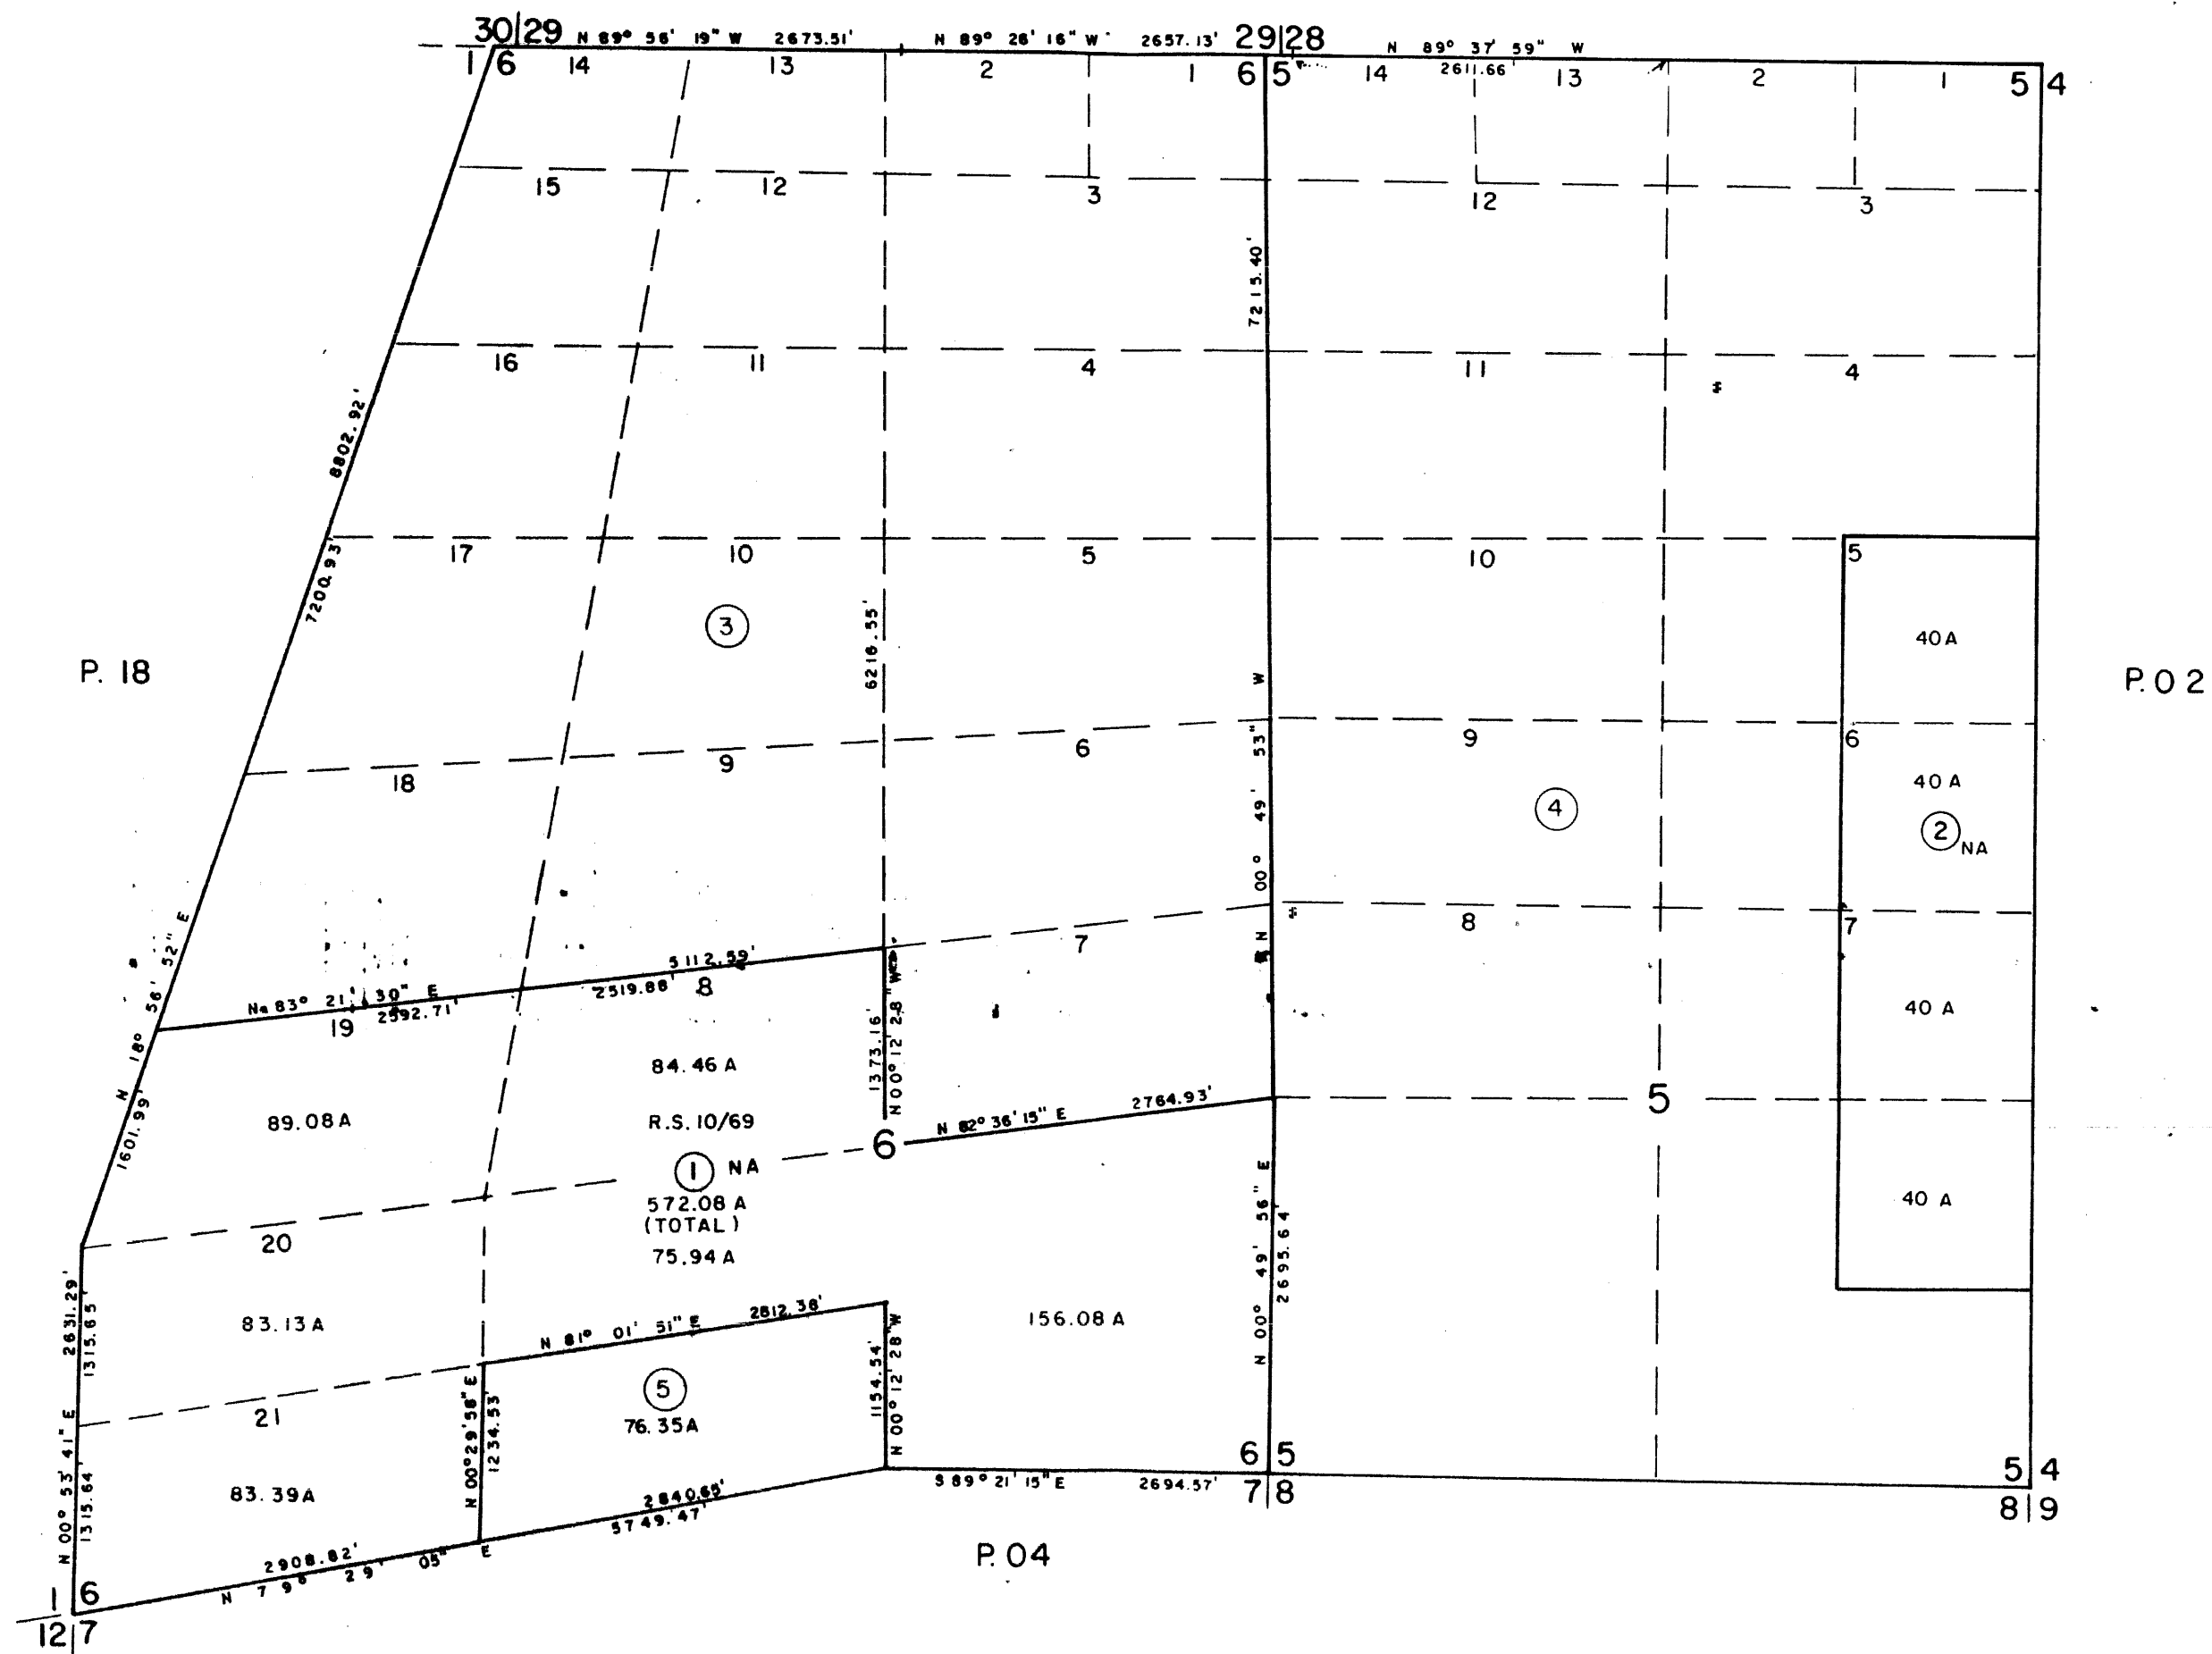 30|29 N 89° 56' 19" W 2673.51' N 89° 28' 16" W 2657.13' 29|28 N 89° 37' 59" W
2611.66'
1 6 14 13 2 1 6 5 14 13 2 1 5 4
15 12 3 12 3
7215.40'
16 11 4 11 4
8802.92'
17 10 5 10 5
7200.93'
3
6216.55'
40A
P. 18
P. 02
N 00° 49' 53" W
18 9 6 9 6
40 A
4
2 NA
N 18° 56' 52" E
7 8 7
5112.59'
N 83° 21' 30" E
2519.88' 8
2592.71'
19
1373.16'
N 00° 12' 28" W
40 A
84.46 A
1601.99'
89.08A
R.S. 10/69
N 82° 36' 15" E 2764.93'
5
6
1 NA
572.08 A
(TOTAL)
75.94 A
40 A
20
N 00° 49' 56" E
2695.64'
2631.29'
1315.65'
83.13A
N 81° 01' 51" E 2812.38'
156.08A
1154.54'
N 00° 12' 28" W
5
76.35A
21
N 00° 29' 58" E
1234.53'
N 00° 53' 41" E
1315.64'
83.39A
6 5 5 4
S 89° 21' 15" E 2694.57'
7|8 8|9
2840.65'
5749.47'
2908.82'
N 79° 29' 05" E
P. 04
1 6
12|7